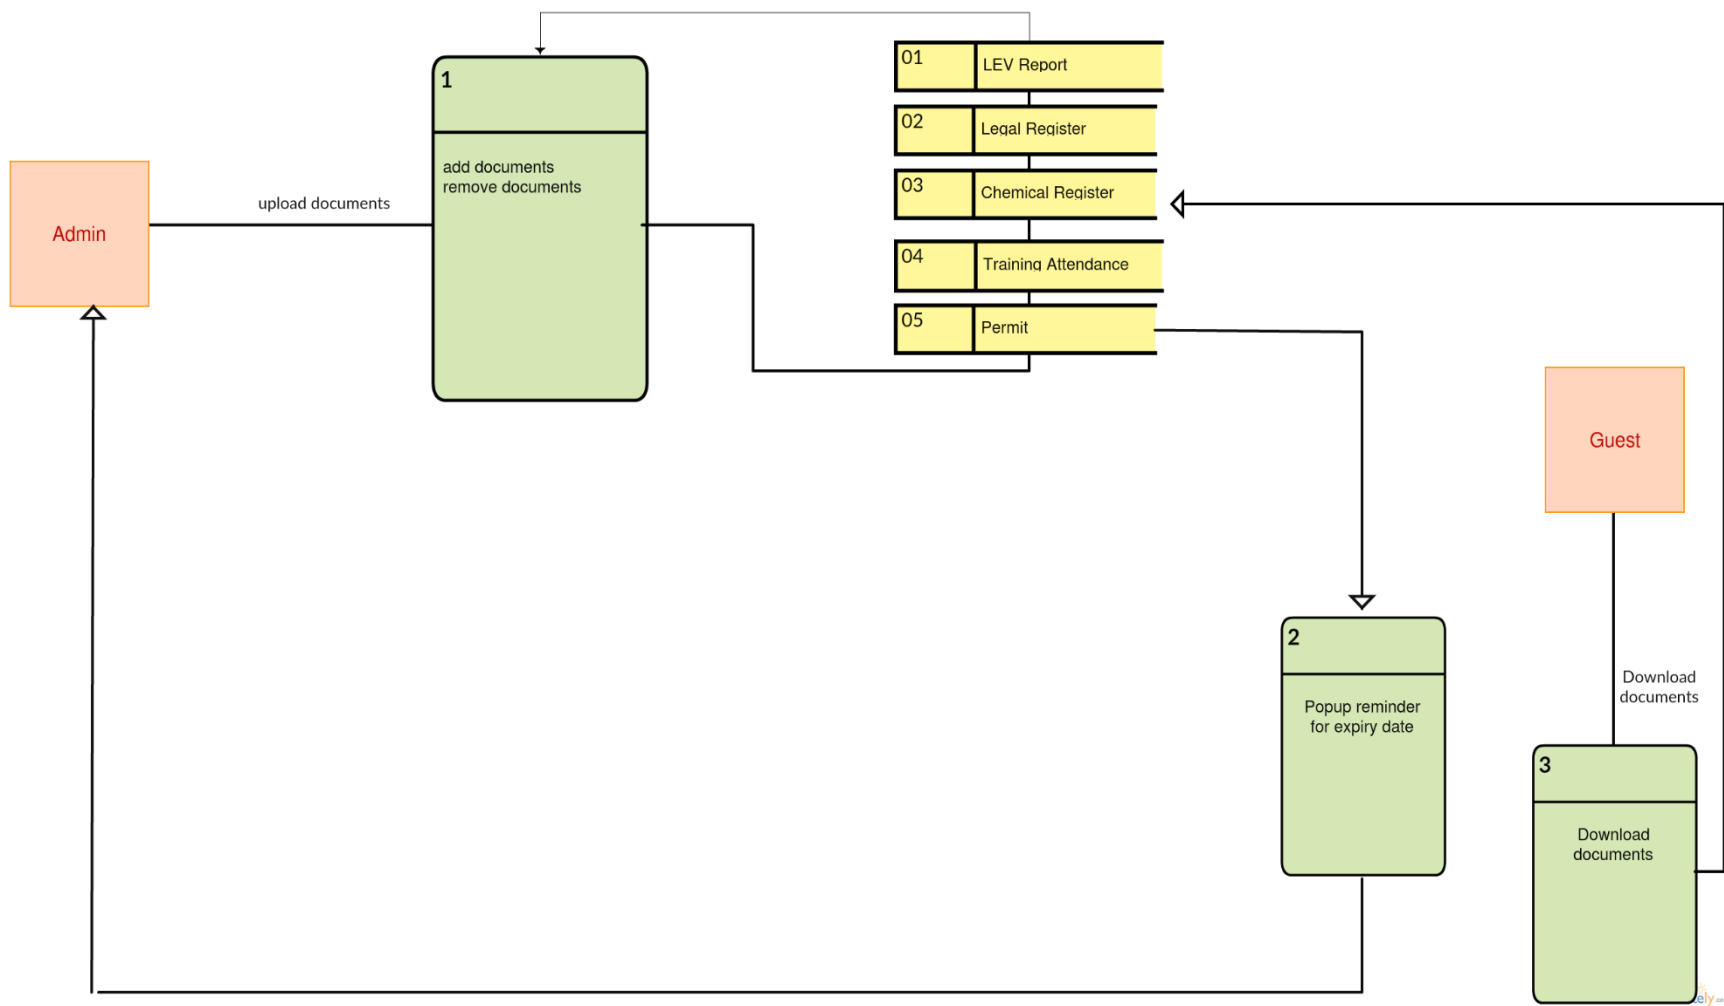 1
add documents
remove documents
Admin
upload documents
01
LEV Report
02
Legal Register
03
Chemical Register
04
Training Attendance
05
Permit
Guest
2
Popup reminder
for expiry date
Download
documents
3
Download
documents